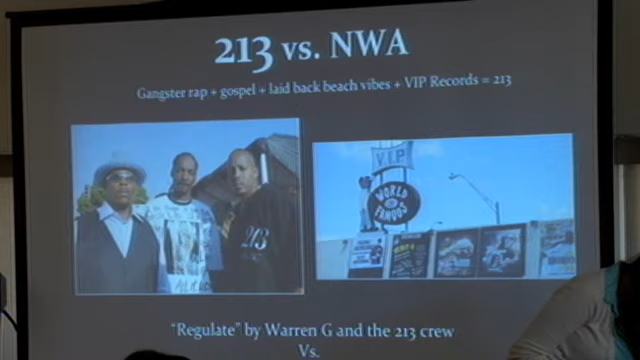 213 vs. NWA
Gangster rap + gospel + laid back beach vibes + VIP Records = 213
213
V.I.P.
WORLD
FAMOUS
213
"Regulate" by Warren G and the 213 crew
Vs.